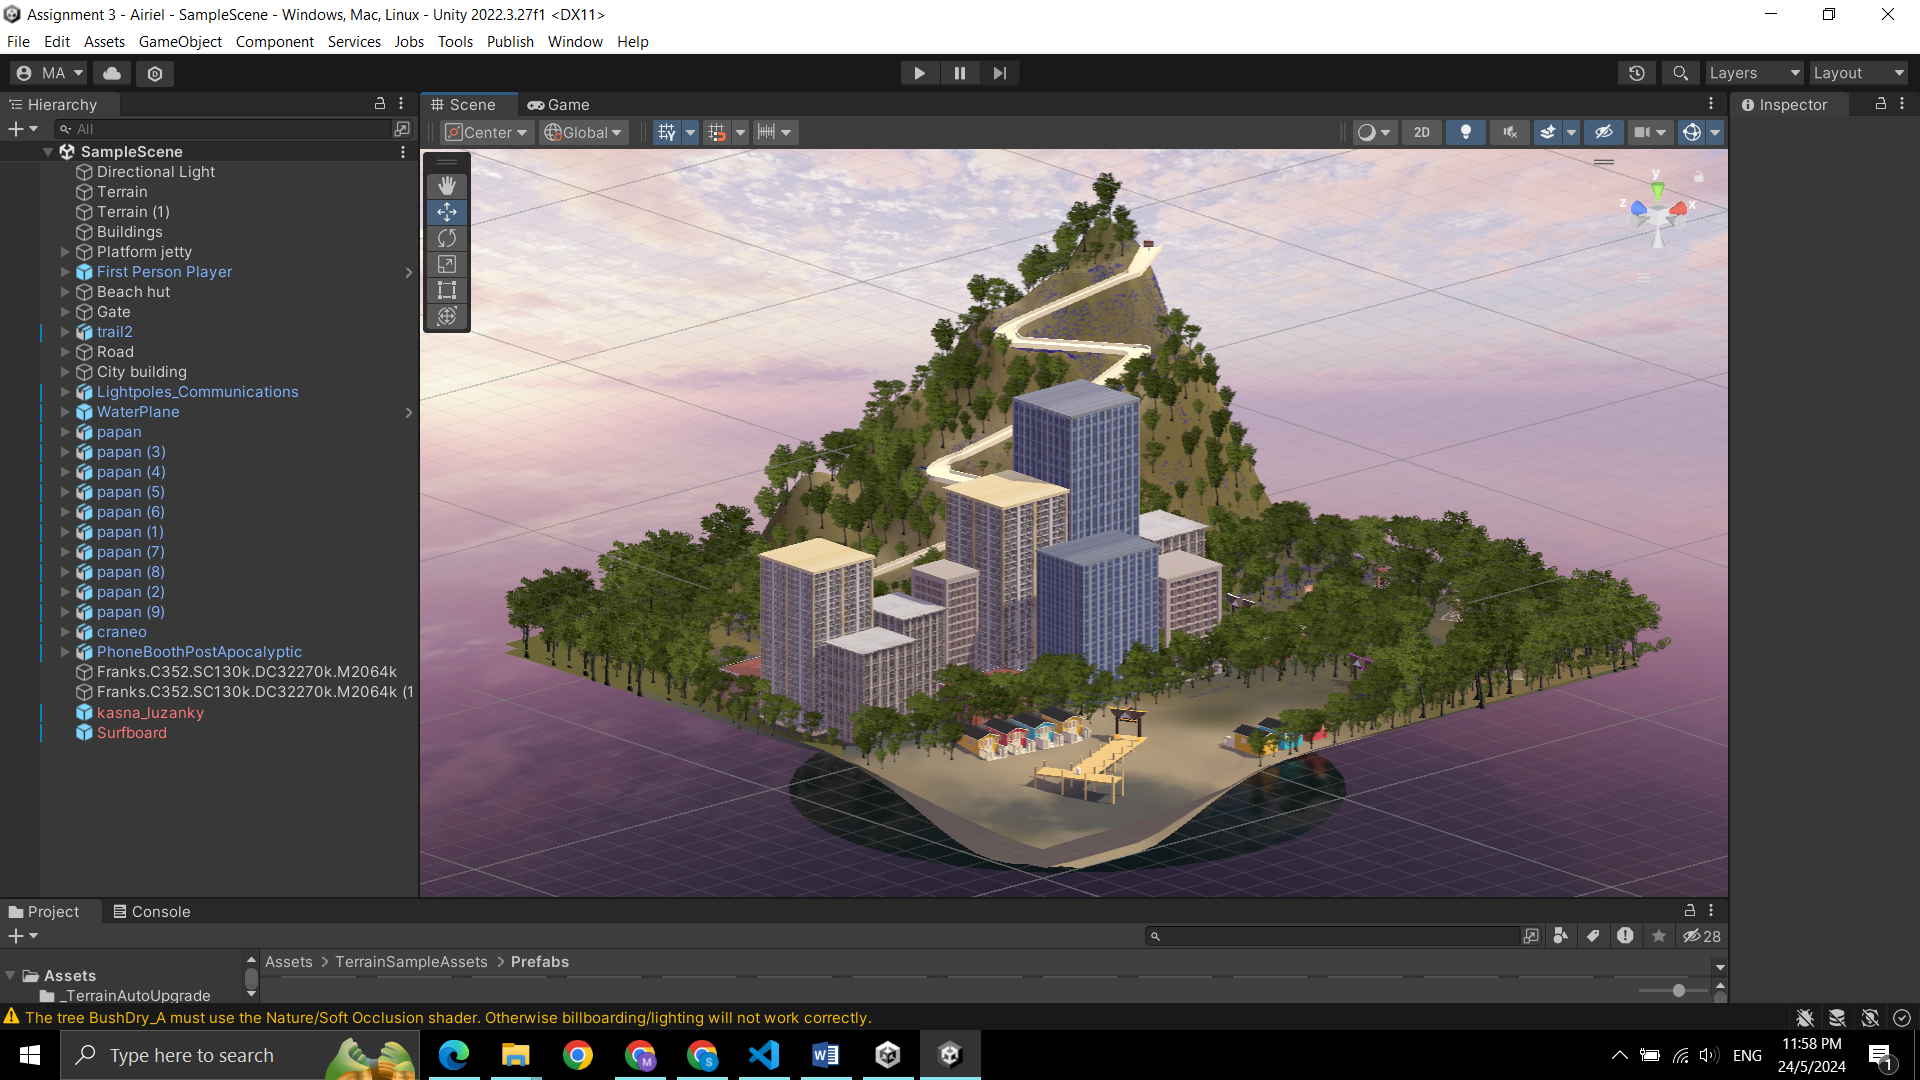 Assignment 3 - Airiel - SampleScene - Windows, Mac, Linux - Unity 2022.3.27f1 <DX11>
File Edit Assets GameObject Component Services Jobs Tools Publish Window Help
MA Layers Layout
Hierarchy
All
SampleScene
Directional Light
Terrain
Terrain (1)
Buildings
Platform jetty
First Person Player
Beach hut
Gate
trail2
Road
City building
Lightpoles_Communications
WaterPlane
papan
papan (3)
papan (4)
papan (5)
papan (6)
papan (1)
papan (7)
papan (8)
papan (2)
papan (9)
craneo
PhoneBoothPostApocalyptic
Franks.C352.SC130k.DC32270k.M2064k
Franks.C352.SC130k.DC32270k.M2064k (1
kasna_luzanky
Surfboard
Scene Game
Center Global 2D
y
z x
Inspector
Project Console
28
Assets
_TerrainAutoUpgrade
Assets > TerrainSampleAssets > Prefabs
The tree BushDry_A must use the Nature/Soft Occlusion shader. Otherwise billboarding/lighting will not work correctly.
Type here to search
M S W
ENG
11:58 PM
24/5/2024
1